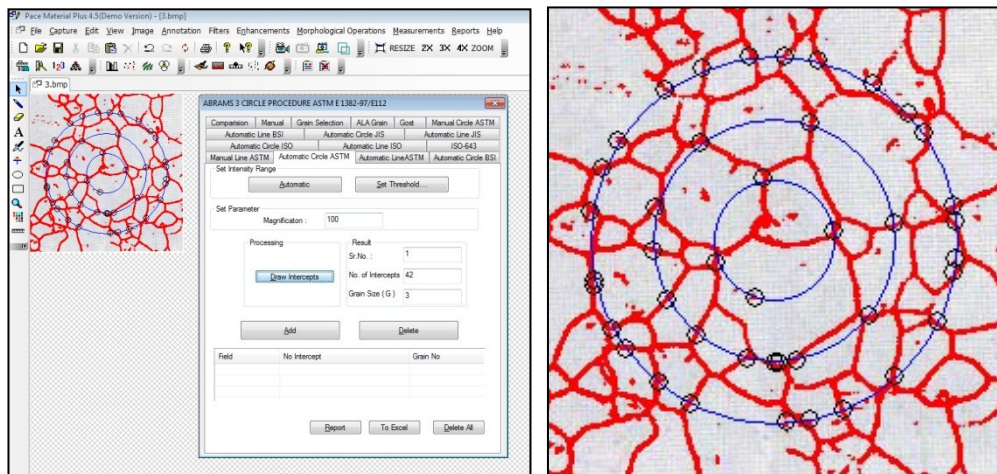 Pace Material Plus 4.5(Demo Version) - [3.bmp]
File Capture Edit View Image Annotation Filters Enhancements Morphological Operations Measurements Reports Help
RESIZE 2X 3X 4X ZOOM
123
3.bmp
A
ABRAMS 3 CIRCLE PROCEDURE ASTM E 1382-97/E112
Comparision Manual Grain Selection ALA Grain Gost Manual Circle ASTM
Automatic Line BSI Automatic Circle JIS Automatic Line JIS
Automatic Circle ISO Automatic Line ISO ISO-643
Manual Line ASTM Automatic Circle ASTM Automatic LineASTM Automatic Circle BSI
Set Intensity Range
Automatic Set Threshold....
Set Parameter
Magnificaton : 100
Processing Result
Sr.No. : 1
Draw Intercepts No. of Intercepts 42
Grain Size ( G ) 3
Add Delete
Field No Intercept Grain No
Report To Excel Delete All